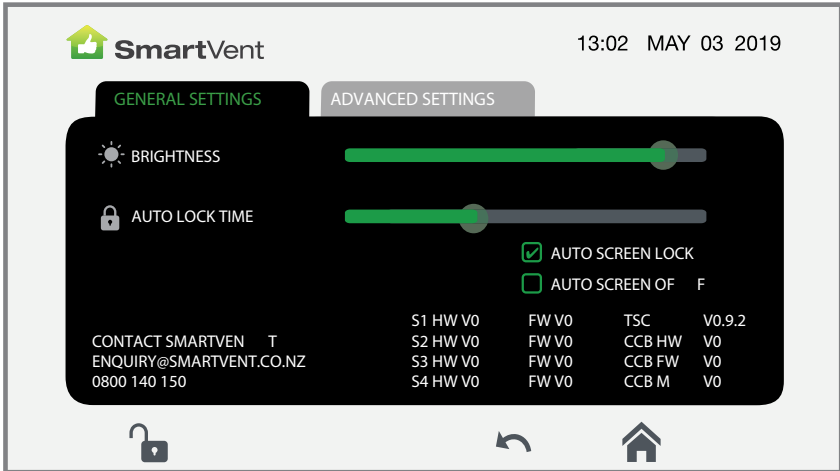 SmartVent
13:02 MAY 03 2019
GENERAL SETTINGS
ADVANCED SETTINGS
BRIGHTNESS
AUTO LOCK TIME
AUTO SCREEN LOCK
AUTO SCREEN OF F
CONTACT SMARTVEN T
ENQUIRY@SMARTVENT.CO.NZ
0800 140 150
S1 HW V0 FW V0 TSC V0.9.2
S2 HW V0 FW V0 CCB HW V0
S3 HW V0 FW V0 CCB FW V0
S4 HW V0 FW V0 CCB M V0